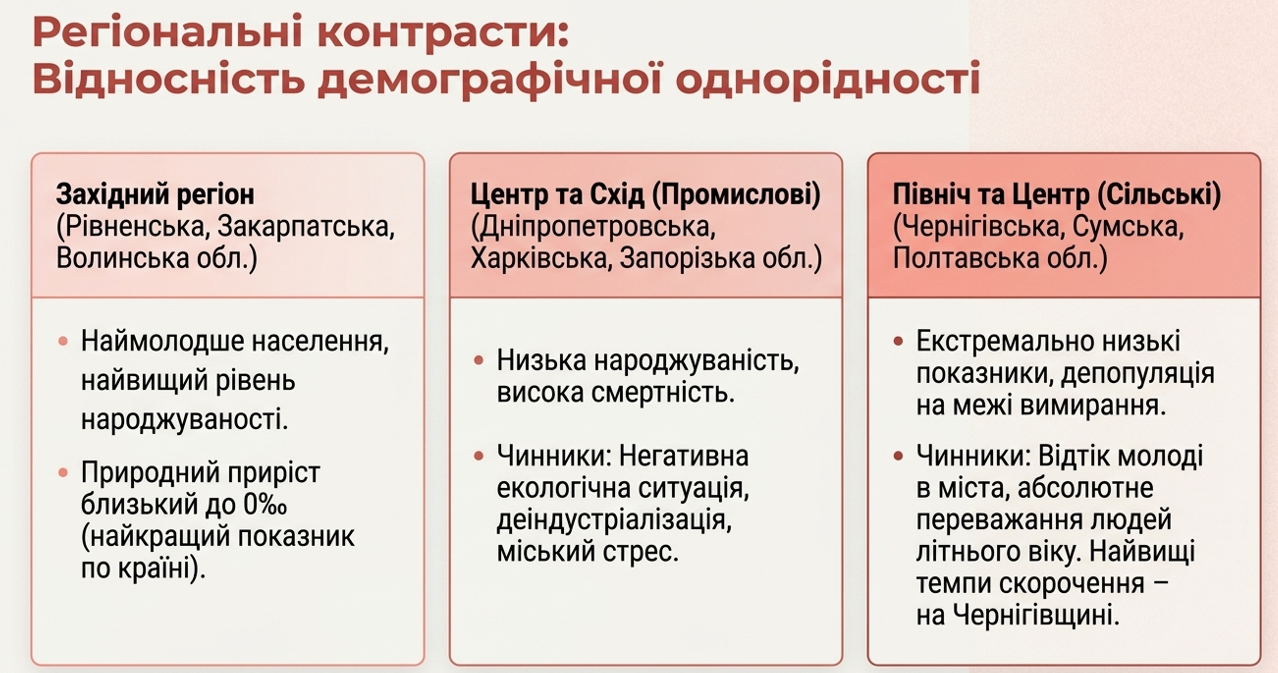 Регіональні контрасти:
Відносність демографічної однорідності
Західний регіон
(Рівненська, Закарпатська,
Волинська обл.)
• Наймолодше населення,
найвищий рівень
народжуваності.
• Природний приріст
близький до 0‰
(найкращий показник
по країні).
Центр та Схід (Промислові)
(Дніпропетровська,
Харківська, Запорізька обл.)
• Низька народжуваність,
висока смертність.
• Чинники: Негативна
екологічна ситуація,
деіндустріалізація,
міський стрес.
Північ та Центр (Сільські)
(Чернігівська, Сумська,
Полтавська обл.)
• Екстремально низькі
показники, депопуляція
на межі вимирання.
• Чинники: Відтік молоді
в міста, абсолютне
переважання людей
літнього віку. Найвищі
темпи скорочення –
на Чернігівщині.